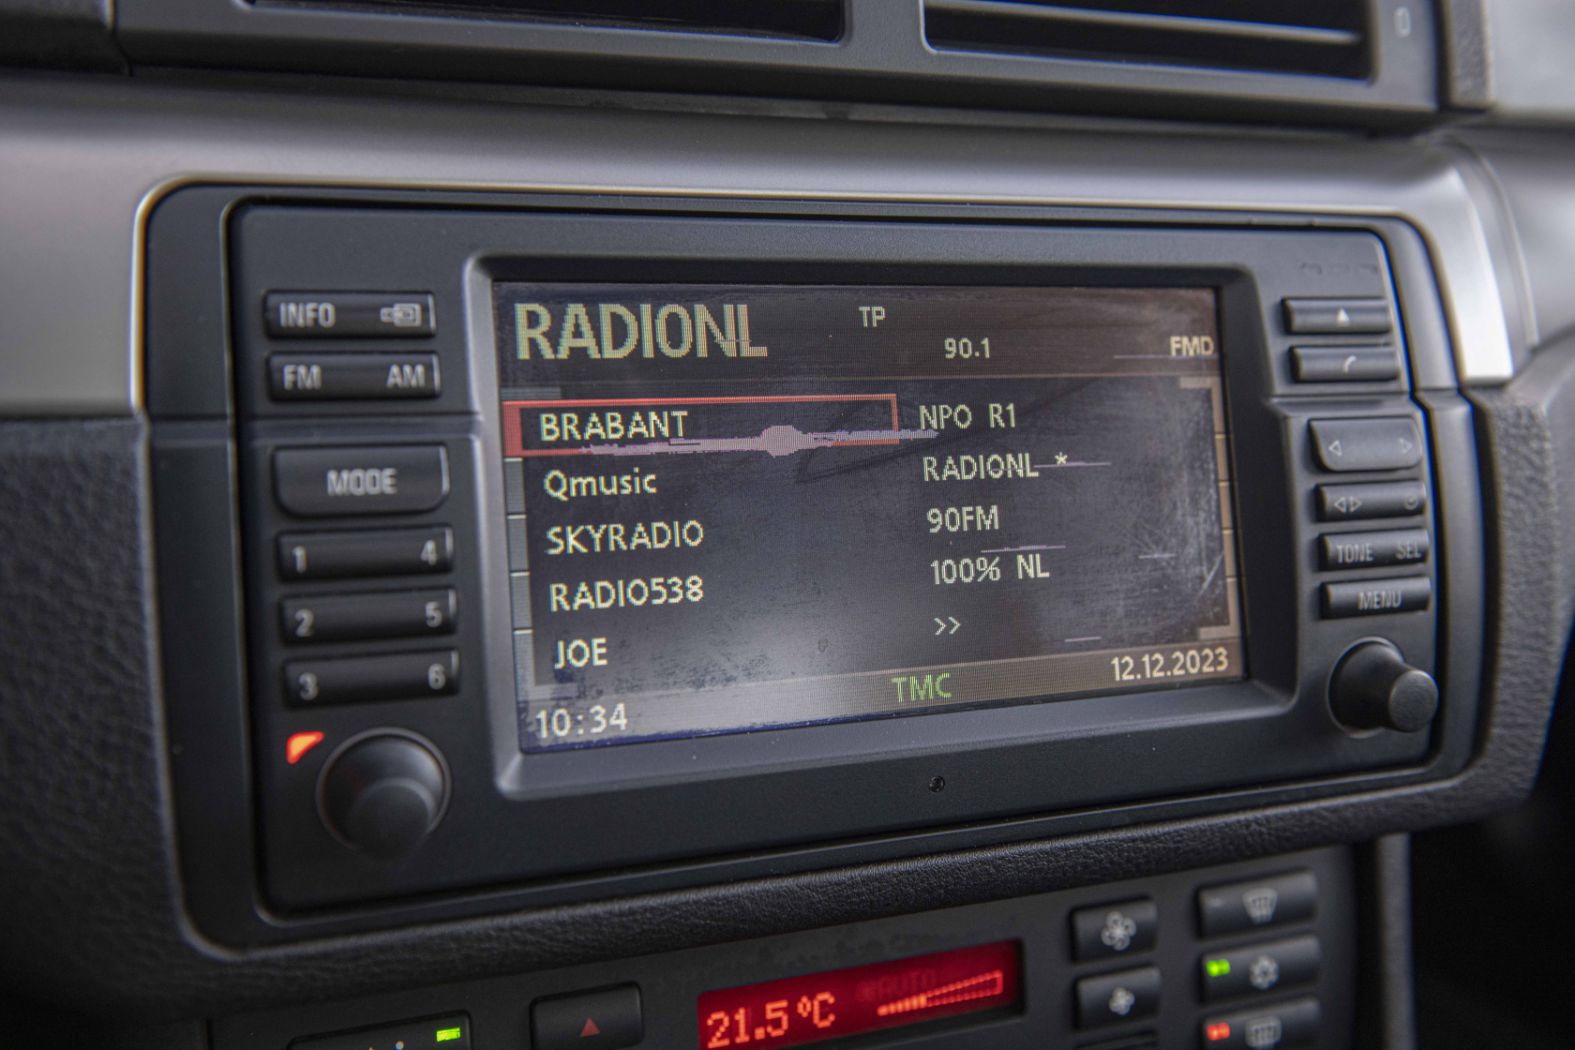 INFO
FM AM
MODE
1 4
2 5
3 6
RADIONL TP
90.1 FMD
BRABANT NPO R1
Qmusic RADIONL *
SKYRADIO 90FM
RADIO538 100% NL
JOE >>
10:34 TMC 12.12.2023
TONE SEL
MENU
21.5°C AUTO